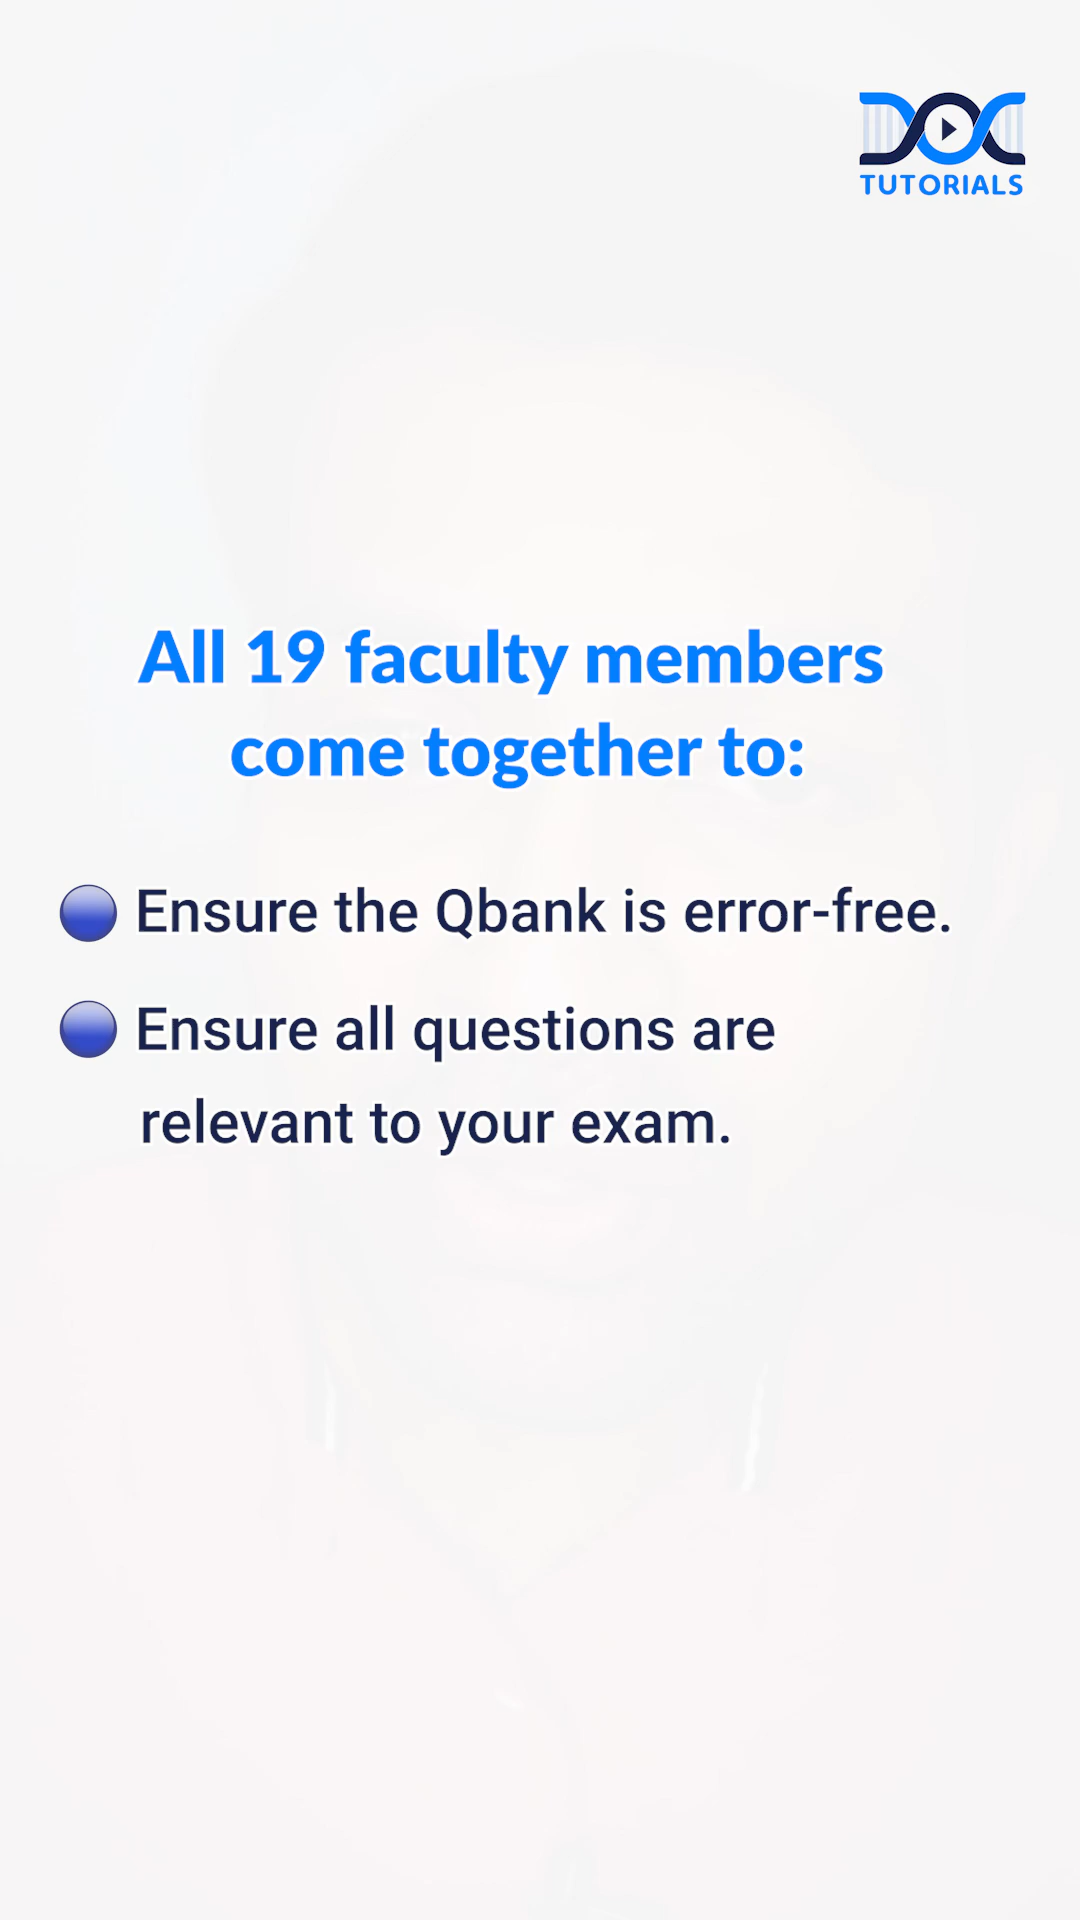 DOC
TUTORIALS
All 19 faculty members
come together to:
Ensure the Qbank is error-free.
Ensure all questions are
relevant to your exam.